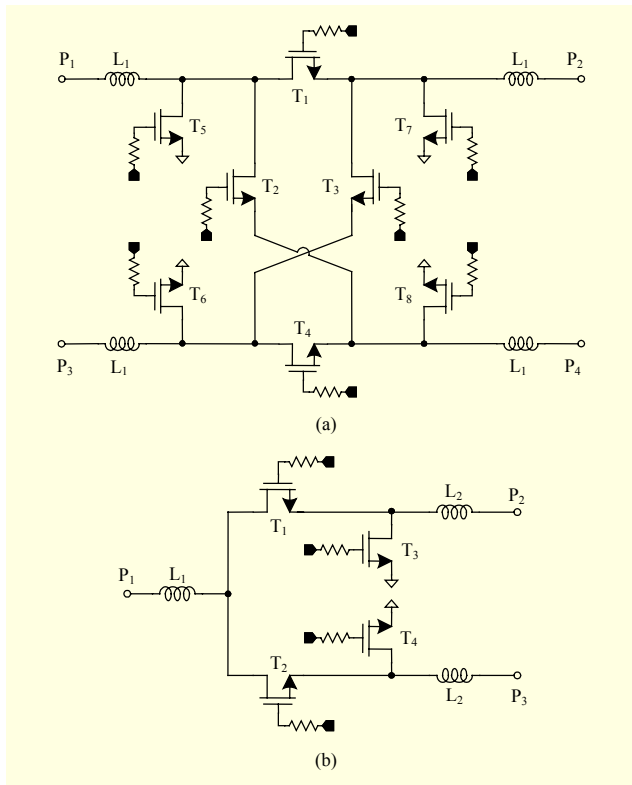 P₁ L₁ L₁ P₂
T₁
T₅ T₇
T₂ T₃
T₆ T₄ T₈
P₃ L₁ L₁ P₄
(a)
L₂ P₂
T₁
T₃
P₁ L₁
T₄
T₂
L₂ P₃
(b)